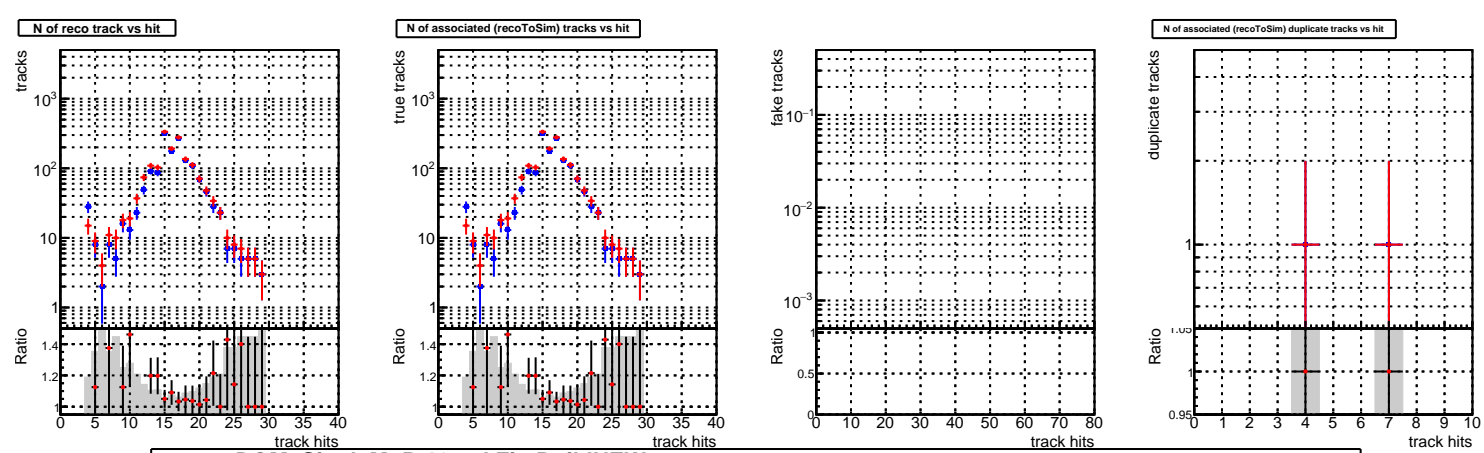 N of reco track vs hit
tracks
10³
10²
10
1
Ratio
1.4
1.2
1
0 5 10 15 20 25 30 35 40
track hits
N of associated (recoToSim) tracks vs hit
true tracks
10³
10²
10
1
Ratio
1.4
1.2
1
0 5 10 15 20 25 30 35 40
track hits
fake tracks
10⁻¹
10⁻²
10⁻³
Ratio
1
0.5
0
0 10 20 30 40 50 60 70 80
track hits
N of associated (recoToSim) duplicate tracks vs hit
duplicate tracks
1
Ratio
1.05
1
0.95
0 1 2 3 4 5 6 7 8 9 10
track hits